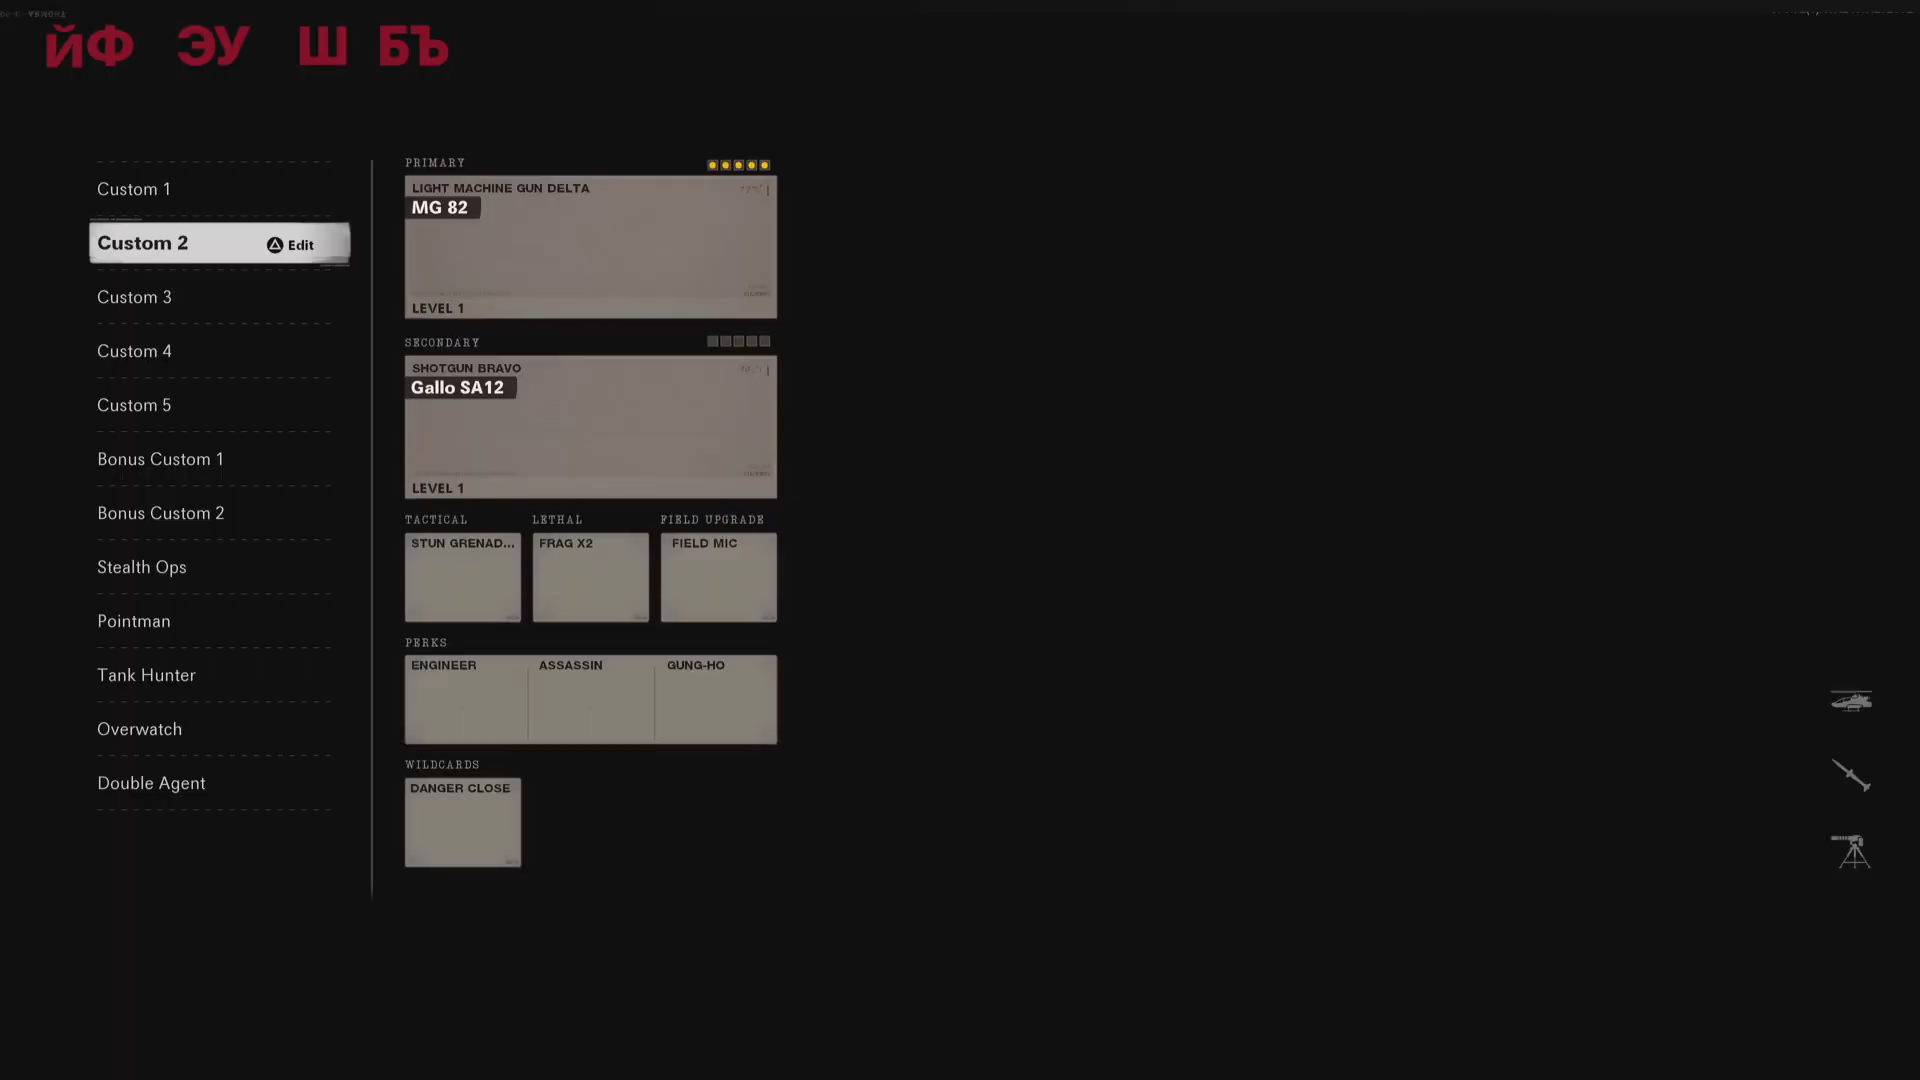 йФ ЭУ Ш БЪ
Custom 1
Custom 2 Edit
Custom 3
Custom 4
Custom 5
Bonus Custom 1
Bonus Custom 2
Stealth Ops
Pointman
Tank Hunter
Overwatch
Double Agent
PRIMARY
LIGHT MACHINE GUN DELTA
MG 82
LEVEL 1
SECONDARY
SHOTGUN BRAVO
Gallo SA12
LEVEL 1
TACTICAL LETHAL FIELD UPGRADE
STUN GRENAD... FRAG X2 FIELD MIC
PERKS
ENGINEER ASSASSIN GUNG-HO
WILDCARDS
DANGER CLOSE